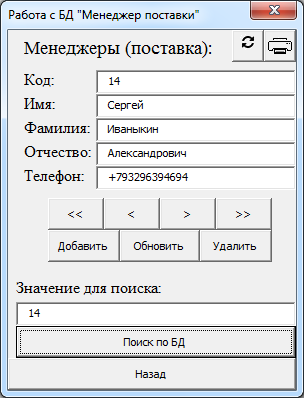 Работа с БД "Менеджер поставки"
Менеджеры (поставка):
Код: 14
Имя: Сергей
Фамилия: Иваныкин
Отчество: Александрович
Телефон: +793296394694
<< < > >>
Добавить Обновить Удалить
Значение для поиска:
14
Поиск по БД
Назад